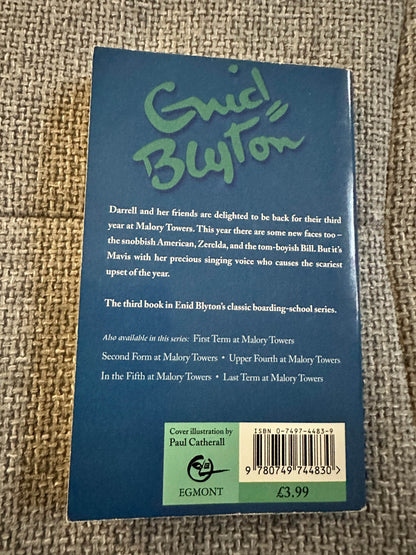 Enid
Blyton
Darrell and her friends are delighted to be back for their third
year at Malory Towers. This year there are some new faces too –
the snobbish American, Zerelda, and the tom-boyish Bill. But it's
Mavis with her precious singing voice who causes the scariest
upset of the year.
The third book in Enid Blyton's classic boarding-school series.
Also available in this series: First Term at Malory Towers
Second Form at Malory Towers • Upper Fourth at Malory Towers
In the Fifth at Malory Towers • Last Term at Malory Towers
Cover illustration by
Paul Catherall
EGMONT
ISBN 0-7497-4483-9
9 780749 744830 >
£3.99